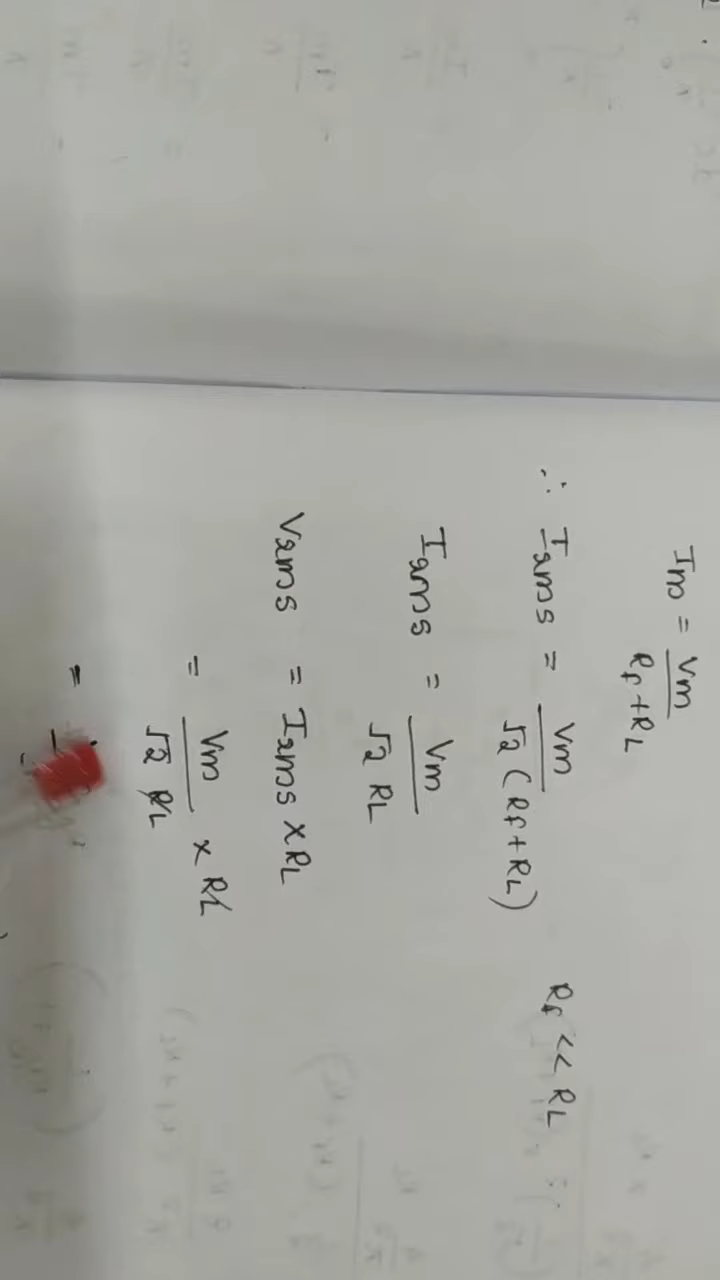 Im = Vm / Rf + RL
∴ Irms = Vm / √2 (Rf + RL) Rf << RL
Irms = Vm / √2 RL
Vrms = Irms × RL
= Vm / √2 RL × RL
=